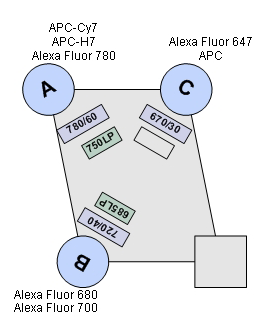 APC-Cy7
APC-H7
Alexa Fluor 780
Alexa Fluor 647
APC
A
C
780/60
750LP
670/30
685LP
720/40
B
Alexa Fluor 680
Alexa Fluor 700